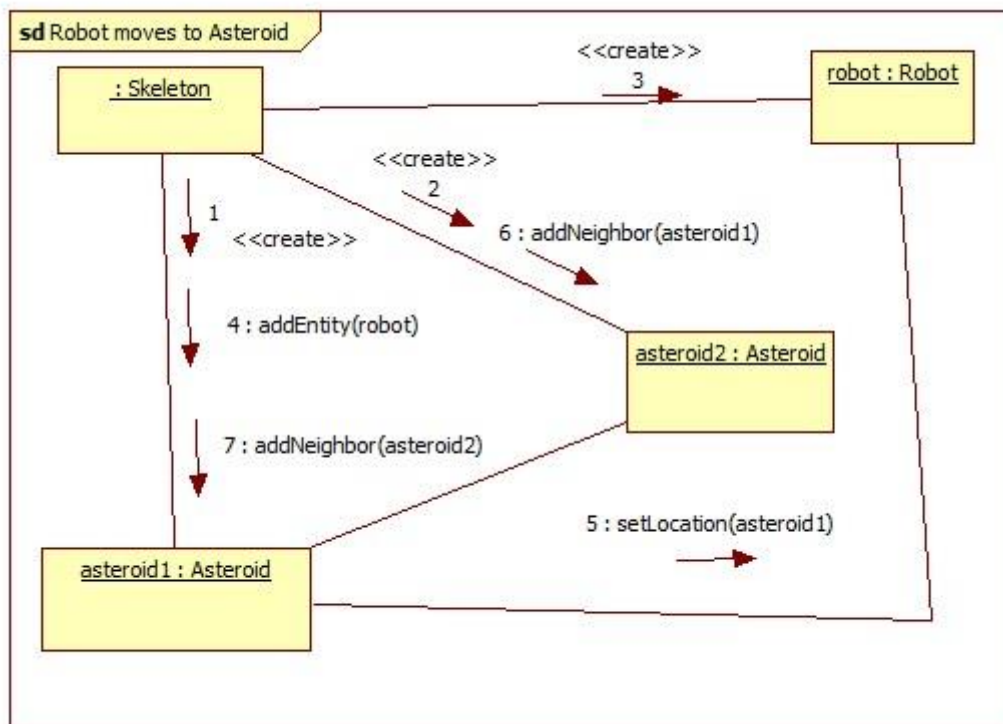 sd Robot moves to Asteroid
: Skeleton
<<create>>
3
robot : Robot
<<create>>
2
1
<<create>>
6 : addNeighbor(asteroid1)
4 : addEntity(robot)
asteroid2 : Asteroid
7 : addNeighbor(asteroid2)
5 : setLocation(asteroid1)
asteroid1 : Asteroid